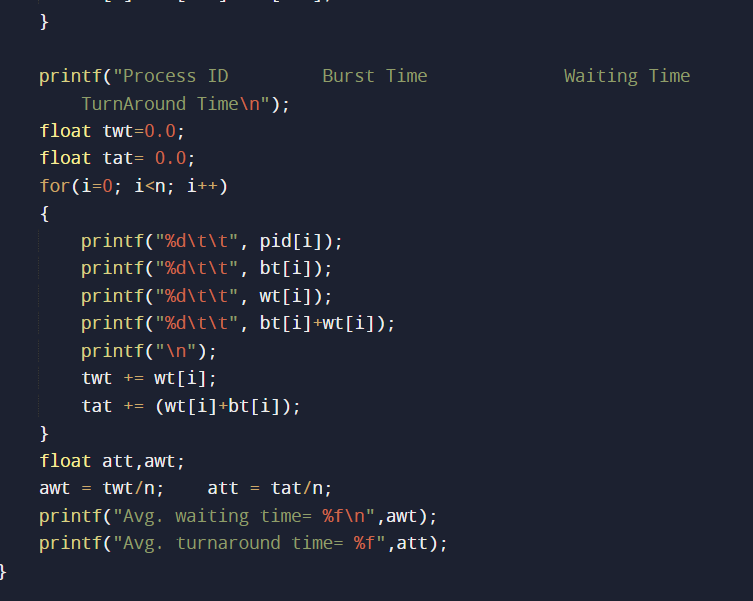 }
printf("Process ID        Burst Time             Waiting Time
TurnAround Time\n");
float twt=0.0;
float tat= 0.0;
for(i=0; i<n; i++)
{
printf("%d\t\t", pid[i]);
printf("%d\t\t", bt[i]);
printf("%d\t\t", wt[i]);
printf("%d\t\t", bt[i]+wt[i]);
printf("\n");
twt += wt[i];
tat += (wt[i]+bt[i]);
}
float att,awt;
awt = twt/n;    att = tat/n;
printf("Avg. waiting time= %f\n",awt);
printf("Avg. turnaround time= %f",att);
}